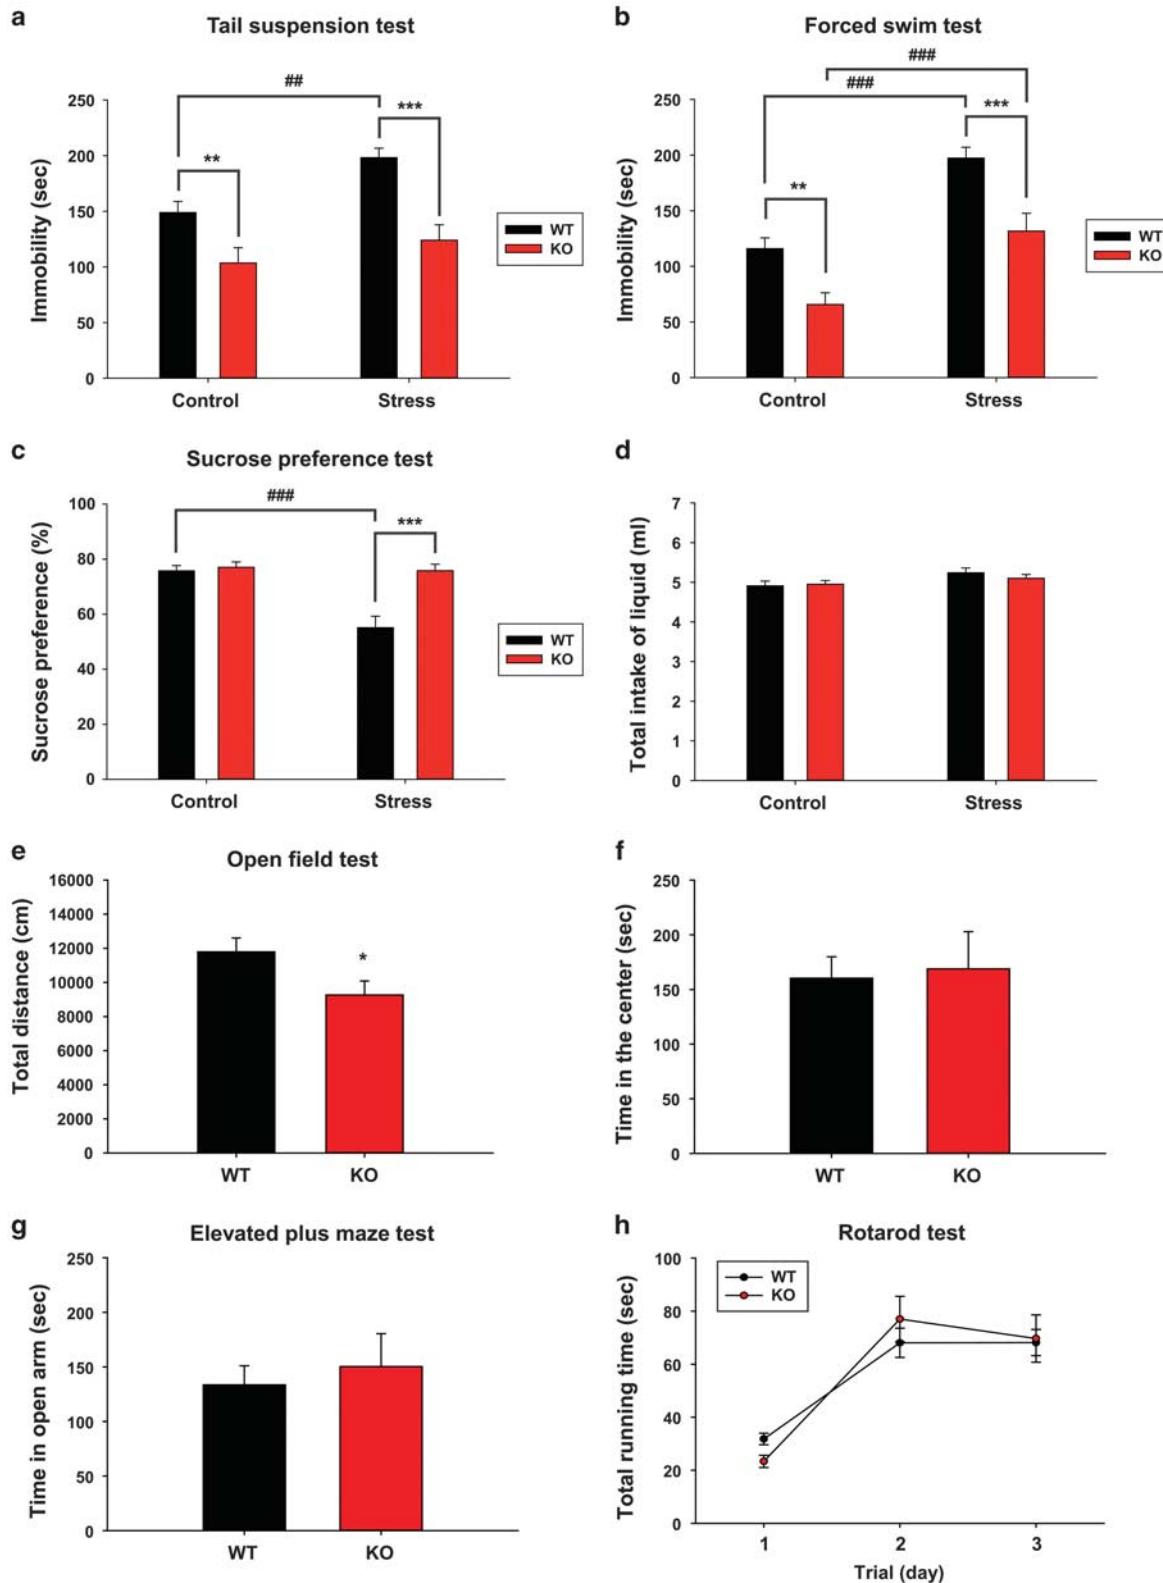 a
Tail suspension test
##
***
**
250
200
150
100
50
0
Immobility (sec)
Control
Stress
WT
KO
b
Forced swim test
###
###
***
**
250
200
150
100
50
0
Immobility (sec)
Control
Stress
WT
KO
c
Sucrose preference test
###
***
100
80
60
40
20
0
Sucrose preference (%)
Control
Stress
WT
KO
d
7
6
5
4
3
2
1
0
Total intake of liquid (ml)
Control
Stress
e
Open field test
16000
14000
12000
10000
8000
6000
4000
2000
0
Total distance (cm)
*
WT
KO
f
250
200
150
100
50
0
Time in the center (sec)
WT
KO
g
Elevated plus maze test
250
200
150
100
50
0
Time in open arm (sec)
WT
KO
h
Rotarod test
WT
KO
100
80
60
40
20
0
Total running time (sec)
1
2
3
Trial (day)